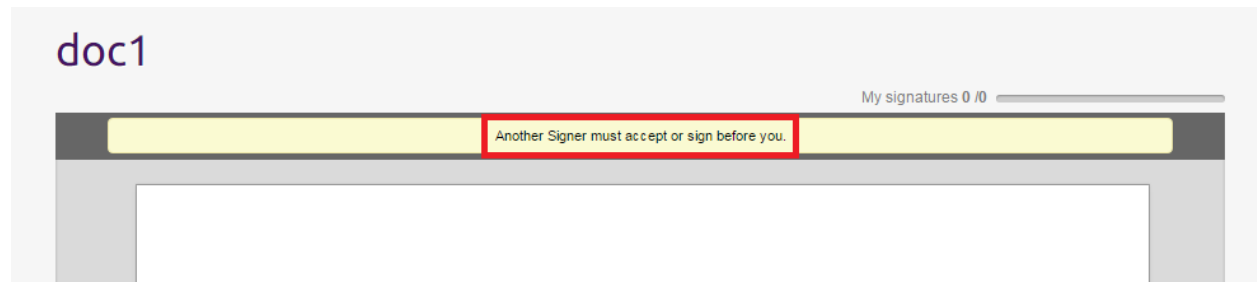 doc1
My signatures 0 /0
Another Signer must accept or sign before you.